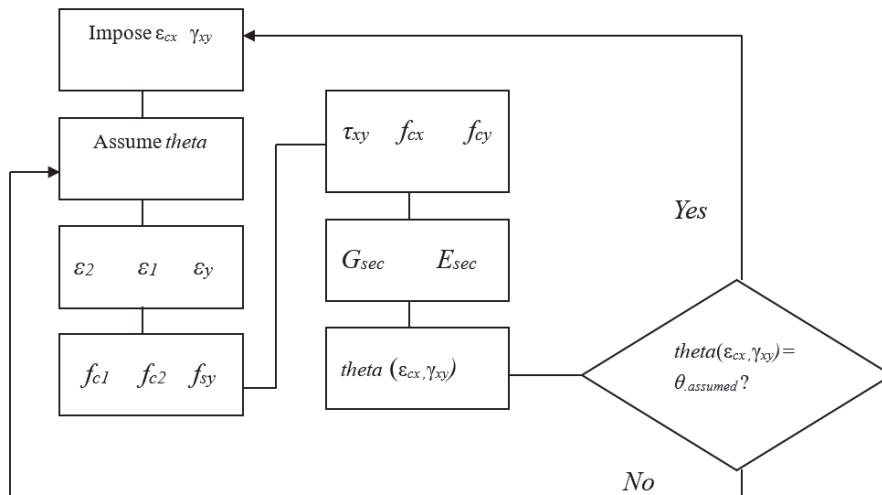 Impose εcx γxy
Assume theta
ε2 ε1 εy
fc1 fc2 fsy
τxy fcx fcy
Gsec Esec
theta (εcx,γxy)
theta(εcx,γxy)=
θ.assumed?
Yes
No